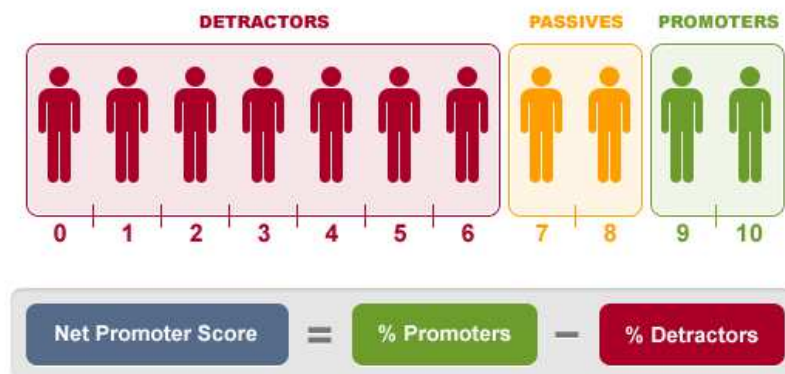 DETRACTORS PASSIVES PROMOTERS
0 1 2 3 4 5 6 7 8 9 10
Net Promoter Score = % Promoters − % Detractors